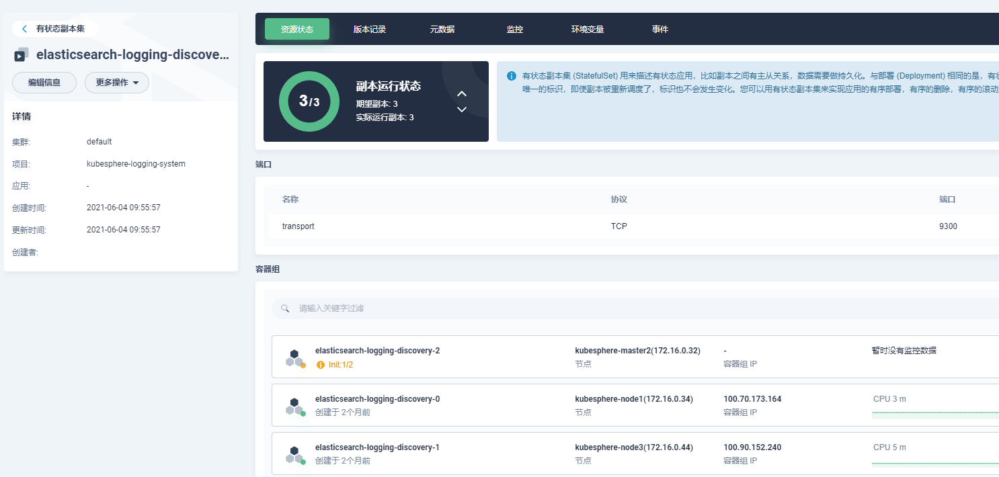 有状态副本集
elasticsearch-logging-discove...
编辑信息
更多操作
详情
集群: default
项目: kubesphere-logging-system
应用: -
创建时间: 2021-06-04 09:55:57
更新时间: 2021-06-04 09:55:57
创建者:
资源状态 版本记录 元数据 监控 环境变量 事件
3/3
副本运行状态
期望副本: 3
实际运行副本: 3
有状态副本集 (StatefulSet) 用来描述有状态应用，比如副本之间有主从关系，数据需要做持久化。与部署 (Deployment) 相同的是，有状
唯一的标识，即使副本被重新调度了，标识也不会发生变化。您可以用有状态副本集来实现应用的有序部署，有序的删除，有序的滚动
端口
名称 协议 端口
transport TCP 9300
容器组
请输入关键字过滤
elasticsearch-logging-discovery-2 kubesphere-master2(172.16.0.32) - 暂时没有监控数据
Init:1/2 节点 容器组 IP
elasticsearch-logging-discovery-0 kubesphere-node1(172.16.0.34) 100.70.173.164 CPU 3 m
创建于 2个月前 节点 容器组 IP
elasticsearch-logging-discovery-1 kubesphere-node3(172.16.0.44) 100.90.152.240 CPU 5 m
创建于 2个月前 节点 容器组 IP